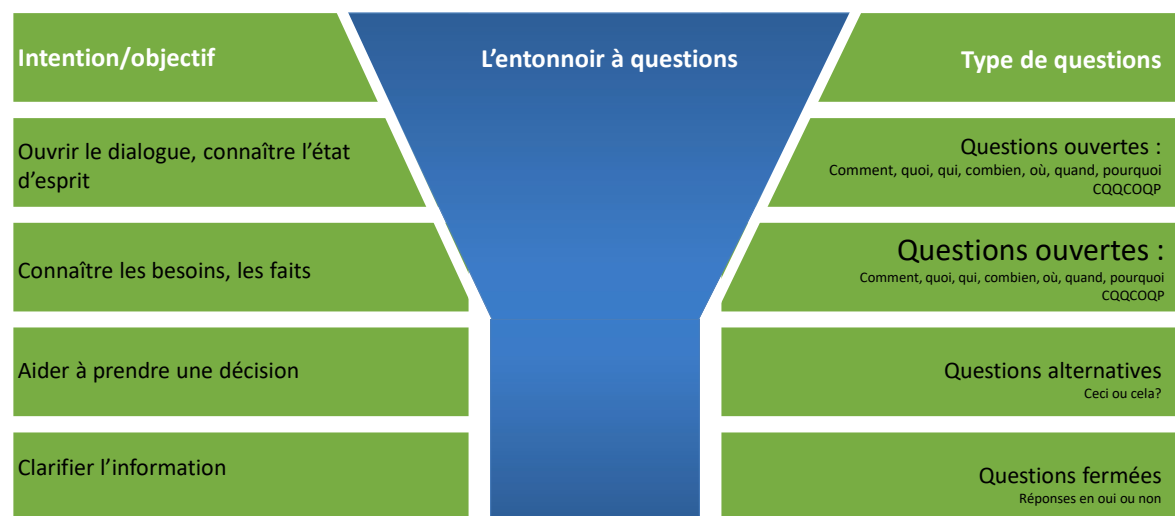 Intention/objectif
L’entonnoir à questions
Type de questions
Ouvrir le dialogue, connaître l’état
d’esprit
Questions ouvertes :
Comment, quoi, qui, combien, où, quand, pourquoi
CQQCOQP
Connaître les besoins, les faits
Questions ouvertes :
Comment, quoi, qui, combien, où, quand, pourquoi
CQQCOQP
Aider à prendre une décision
Questions alternatives
Ceci ou cela?
Clarifier l’information
Questions fermées
Réponses en oui ou non